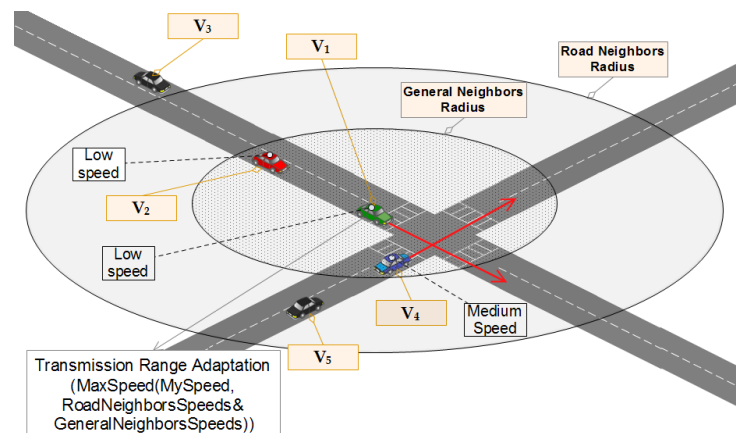 V3
V1
Road Neighbors
Radius
General Neighbors
Radius
Low
speed
V2
Low
speed
V4
Medium
Speed
V5
Transmission Range Adaptation
(MaxSpeed(MySpeed,
RoadNeighborsSpeeds&
GeneralNeighborsSpeeds))